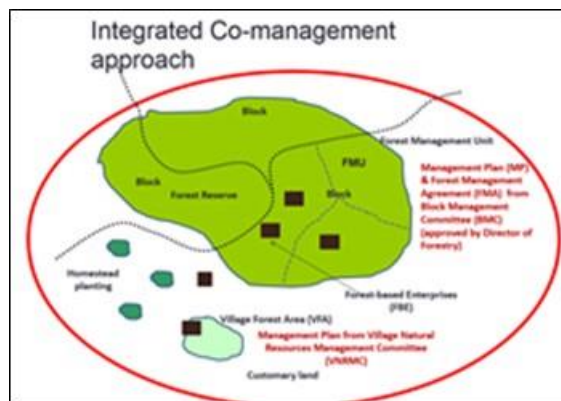 Integrated Co-management
approach
Block
Forest Management Unit
FMU
Block
Forest Reserve
Block
Management Plan (MP)
& Forest Management
Agreement (FMA) from
Block Management
Committee (BMC)
(approved by Director of
Forestry)
Homestead
planting
Forest-based Enterprises
(FBE)
Village Forest Area (VFA)
Management Plan from Village Natural
Resources Management Committee
(VNRMC)
Customary land